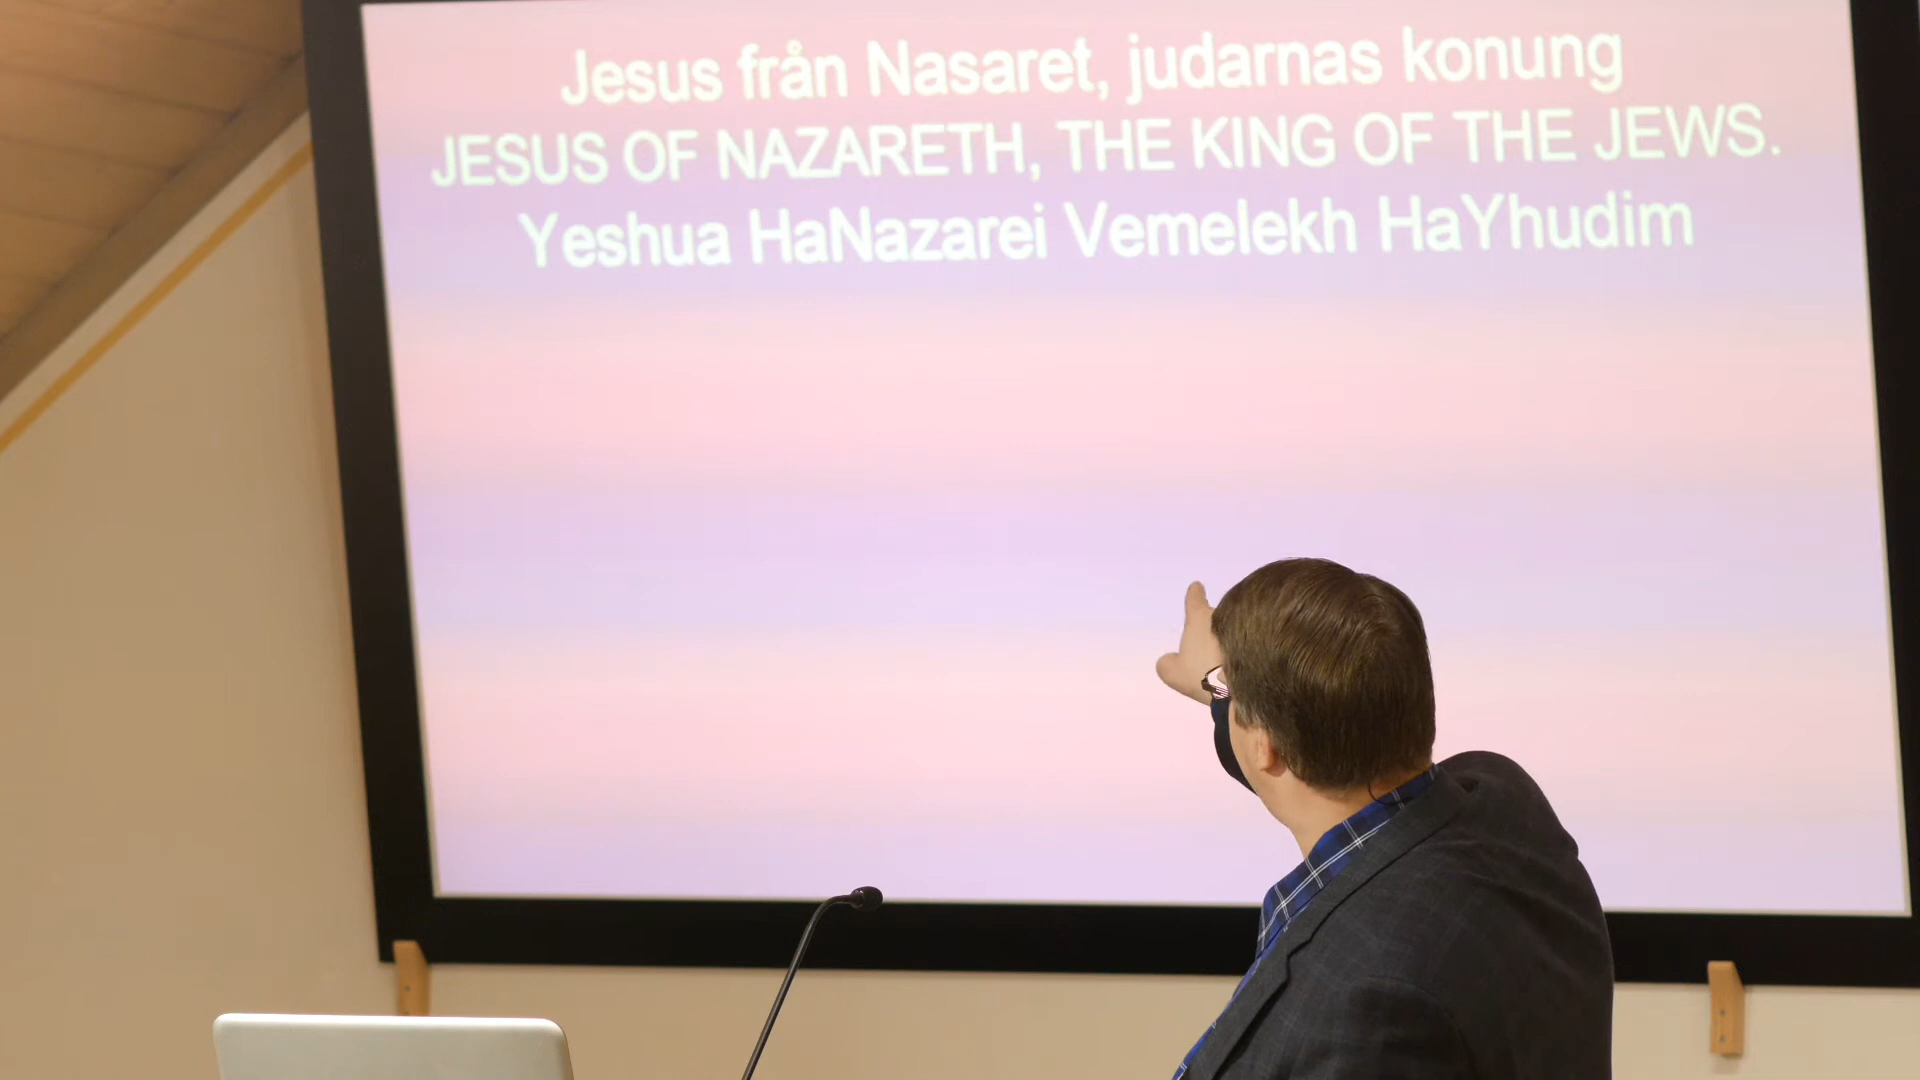 Jesus från Nasaret, judarnas konung
JESUS OF NAZARETH, THE KING OF THE JEWS.
Yeshua HaNazarei Vemelekh HaYhudim